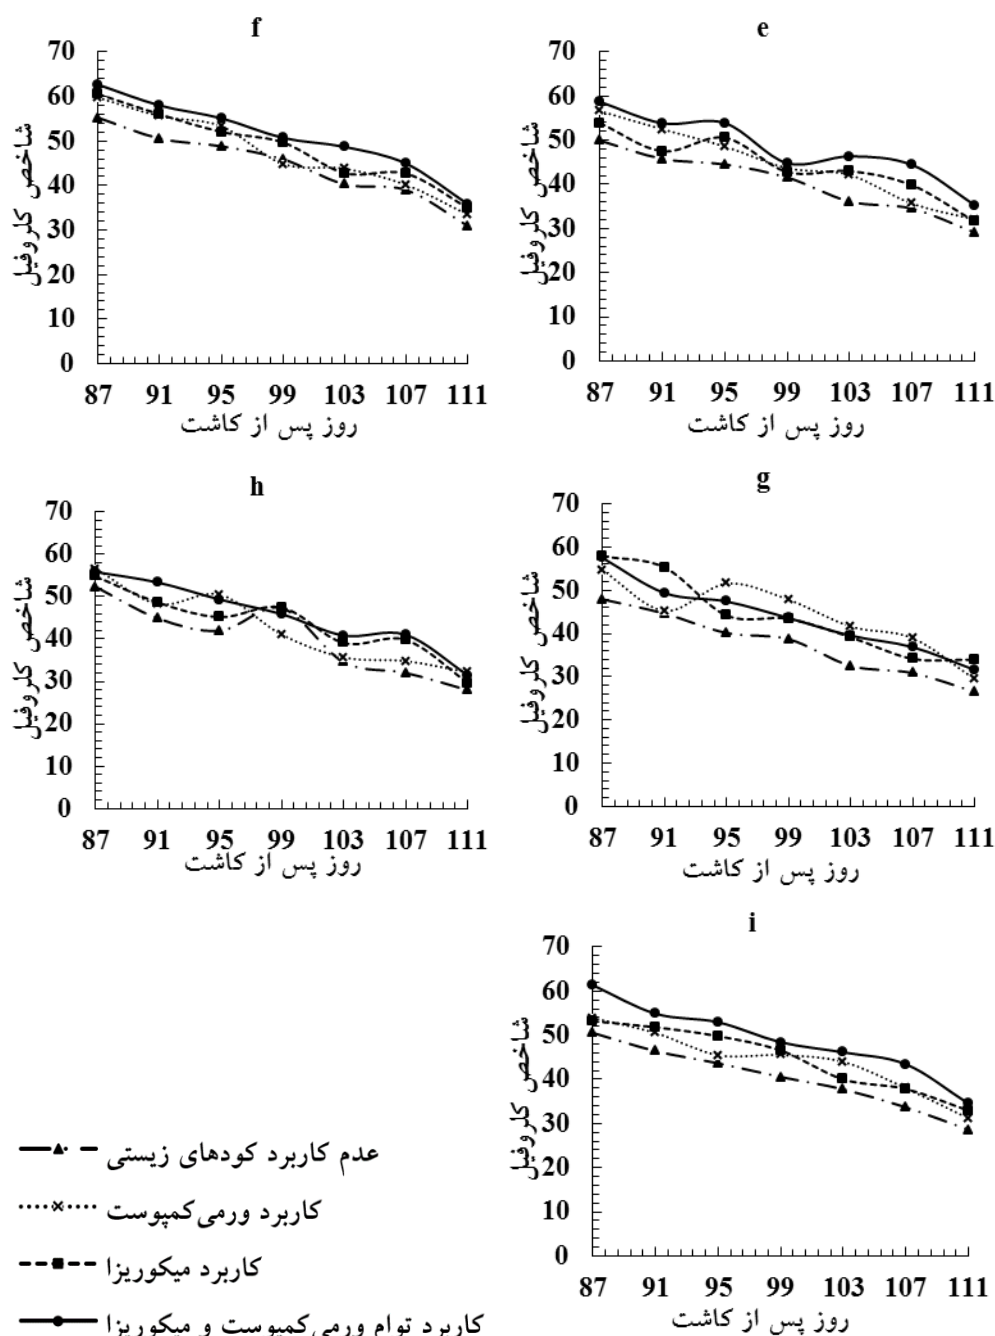 f
70
60
50
40
30
20
10
0
شاخص کلروفیل
87 91 95 99 103 107 111
روز پس از کاشت
e
70
60
50
40
30
20
10
0
شاخص کلروفیل
87 91 95 99 103 107 111
روز پس از کاشت
h
70
60
50
40
30
20
10
0
شاخص کلروفیل
87 91 95 99 103 107 111
روز پس از کاشت
g
70
60
50
40
30
20
10
0
شاخص کلروفیل
87 91 95 99 103 107 111
روز پس از کاشت
i
70
60
50
40
30
20
10
0
شاخص کلروفیل
87 91 95 99 103 107 111
روز پس از کاشت
عدم کاربرد کودهای زیستی
کاربرد ورمی‌کمپوست
کاربرد میکوریزا
کاربرد توام ورمی‌کمپوست و میکوریزا